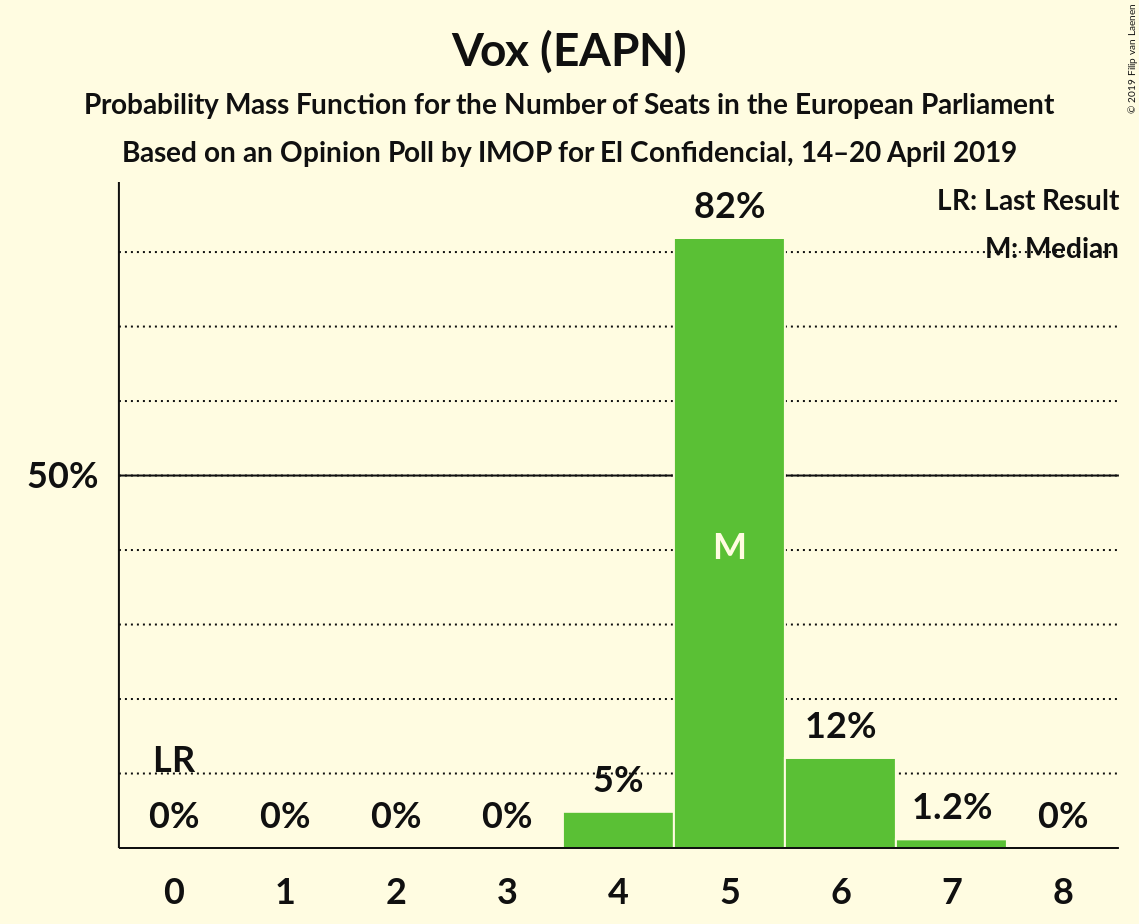 © 2019 Filip van Laenen
Vox (EAPN)
Probability Mass Function for the Number of Seats in the European Parliament
Based on an Opinion Poll by IMOP for El Confidencial, 14–20 April 2019
LR: Last Result
M: Median
82%
50%
M
12%
LR
5%
1.2%
0% 0% 0% 0% 0%
0 1 2 3 4 5 6 7 8